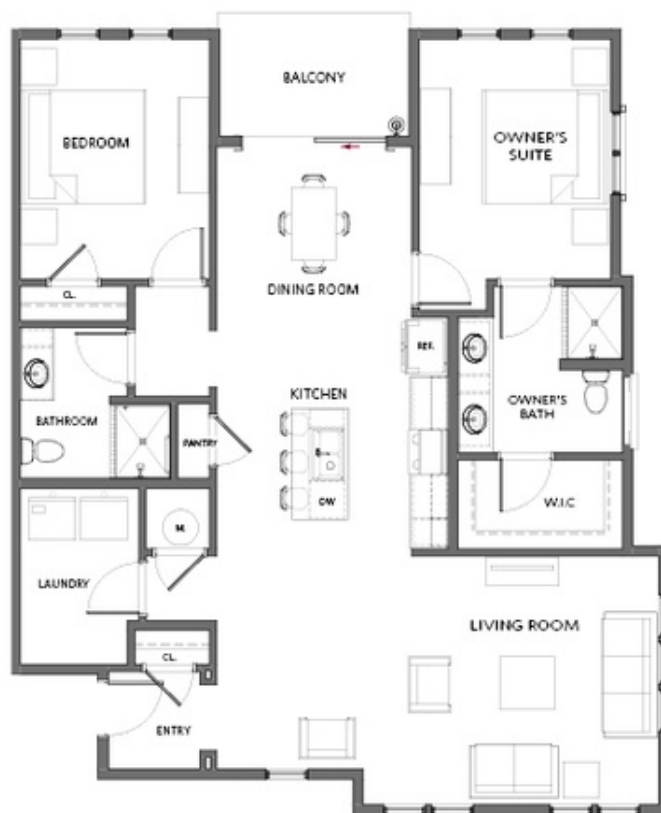 BALCONY
BEDROOM
OWNER'S
SUITE
DINING ROOM
CL.
REF.
KITCHEN
BATHROOM
PANTRY
OWNER'S
BATH
DW
W.I.C
M.
LAUNDRY
LIVING ROOM
CL.
ENTRY